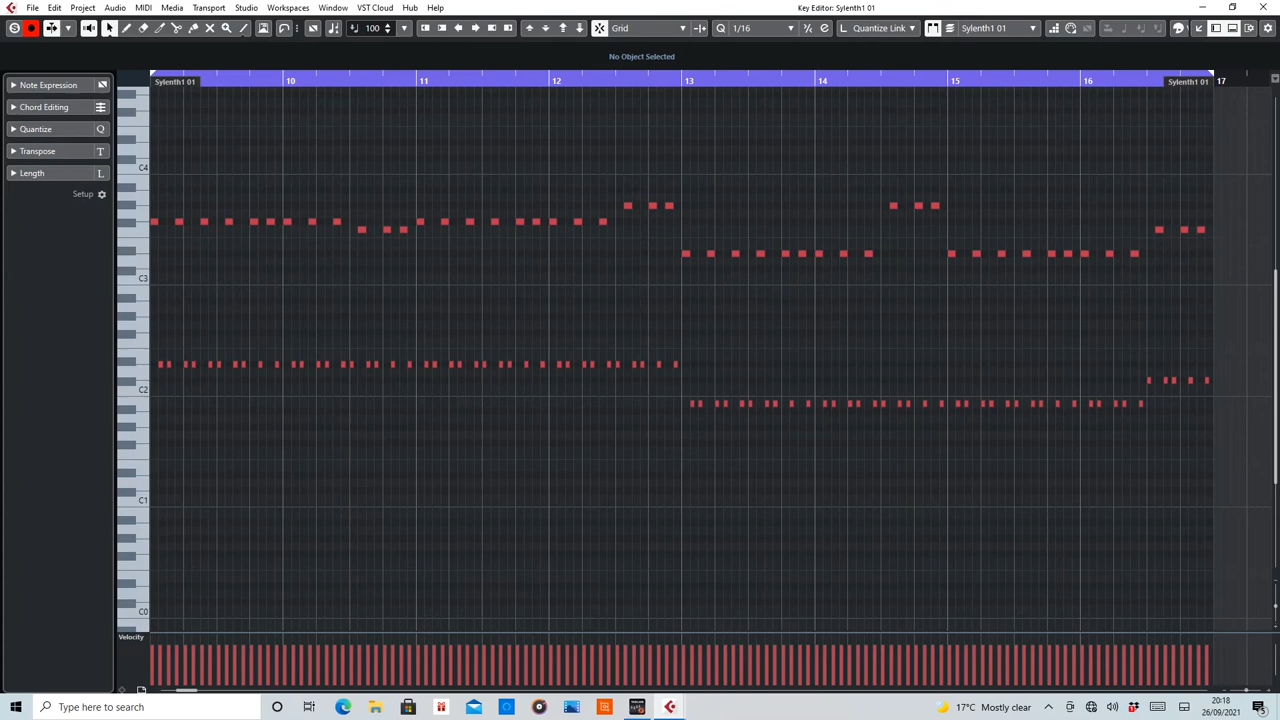 File Edit Project Audio MIDI Media Transport Studio Workspaces Window VST Cloud Hub Help
Key Editor: Sylenth1 01
S 100 Grid Q 1/16 L Quantize Link Sylenth1 01
No Object Selected
10 11 12 13 14 15 16 17
Sylenth1 01 Sylenth1 01
Note Expression
Chord Editing
Quantize Q
Transpose T
Length L
Setup
C4
C3
C2
C1
C0
Velocity
Type here to search
17°C Mostly clear
20:18
26/09/2021